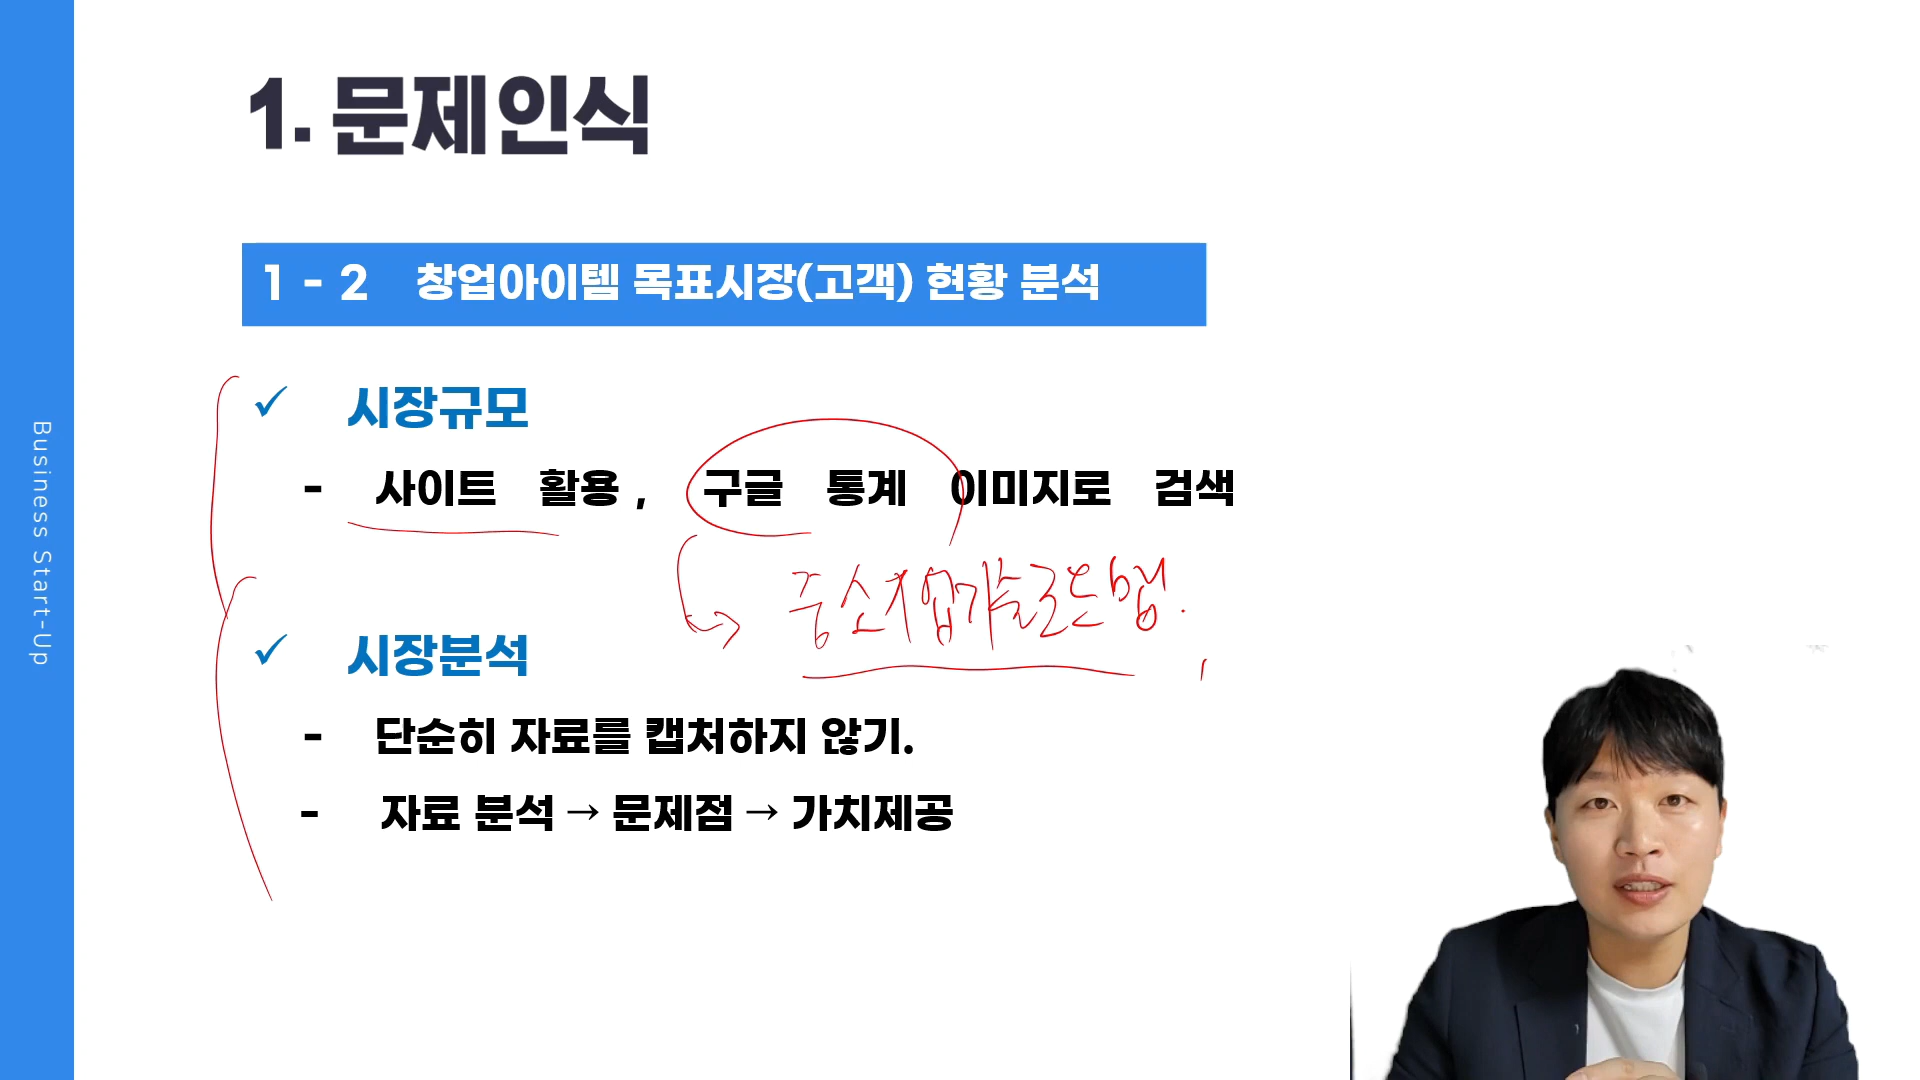 1. 문제인식
1 - 2 창업아이템 목표시장(고객) 현황 분석
✓ 시장규모
- 사이트 활용 , 구글 통계 이미지로 검색
중소기업기술로드맵.
✓ 시장분석
- 단순히 자료를 캡처하지 않기.
- 자료 분석 → 문제점 → 가치제공
Business Start-Up